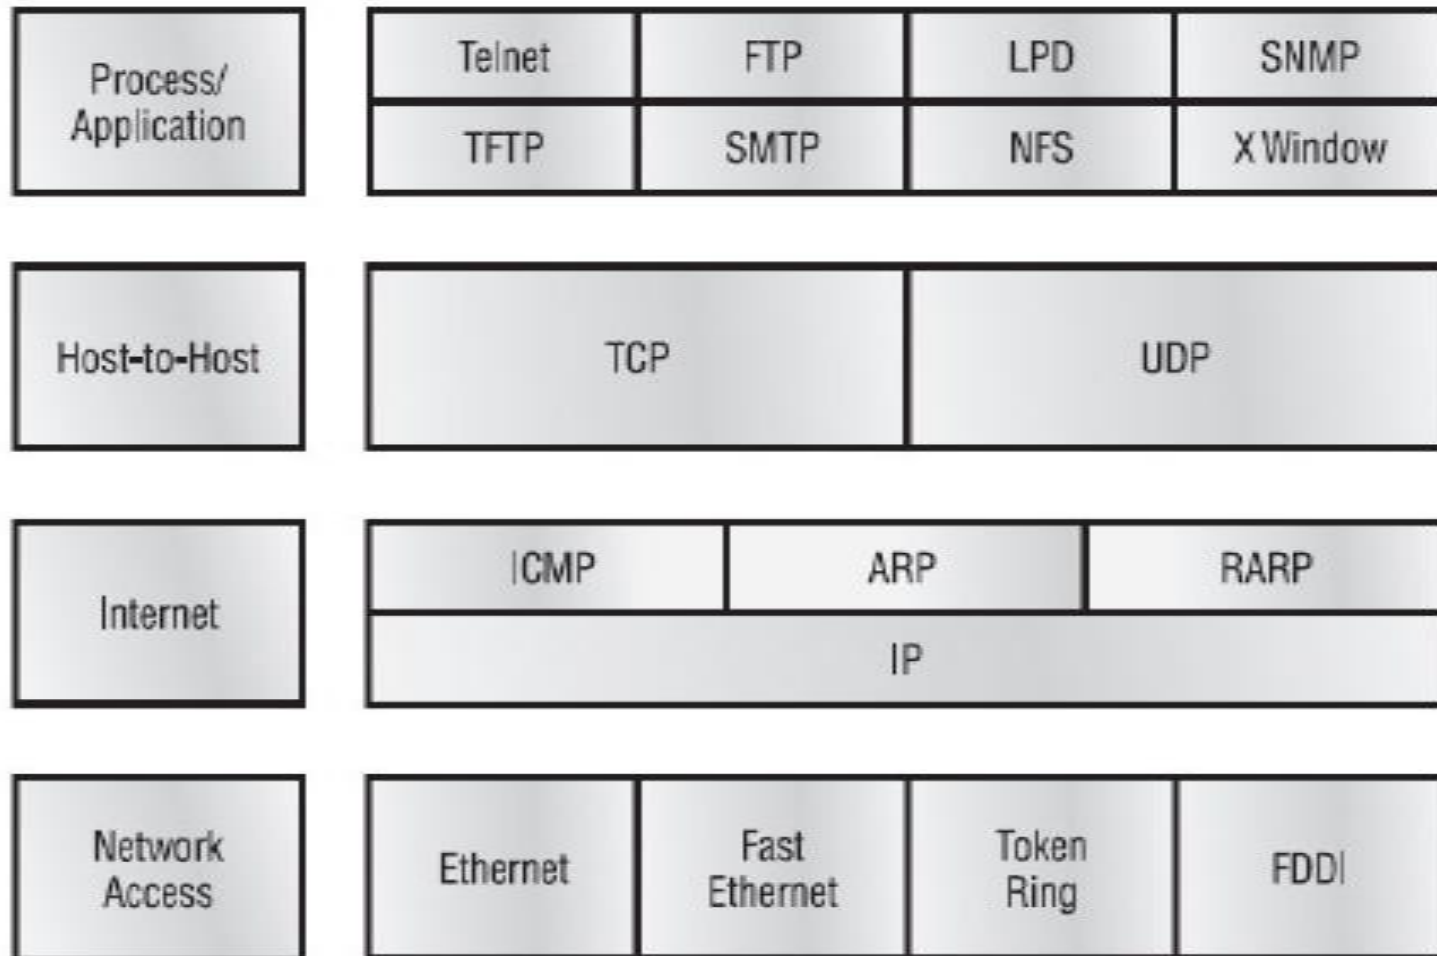 Process/
Application
Telnet FTP LPD SNMP
TFTP SMTP NFS X Window
Host-to-Host
TCP UDP
Internet
ICMP ARP RARP
IP
Network
Access
Ethernet
Fast
Ethernet
Token
Ring
FDDI